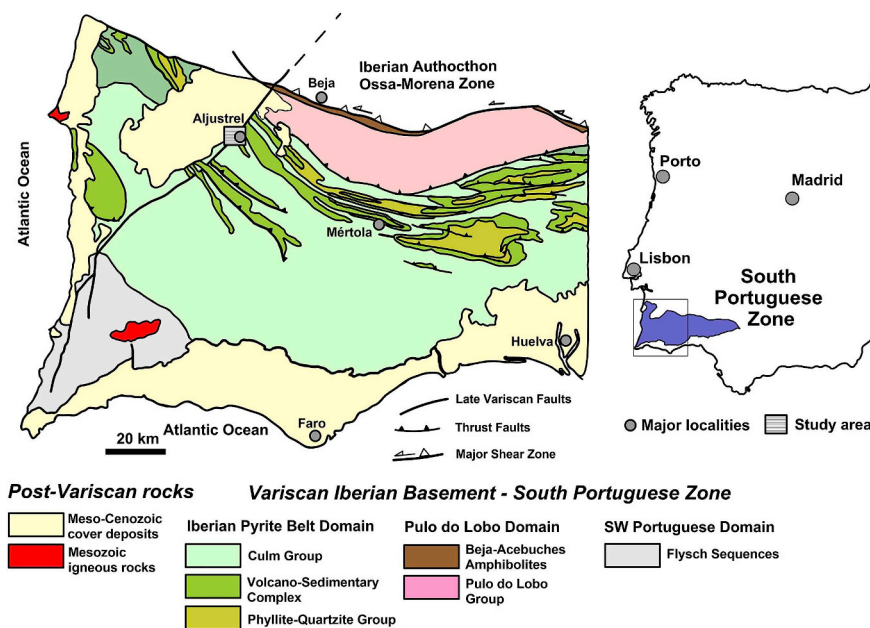 Iberian Authocthon
Ossa-Morena Zone
Beja
Aljustrel
Atlantic Ocean
Mértola
Huelva
Faro
Atlantic Ocean
20 km
Late Variscan Faults
Thrust Faults
Major Shear Zone
Porto
Madrid
Lisbon
South
Portuguese
Zone
Major localities
Study area
Post-Variscan rocks
Meso-Cenozoic
cover deposits
Mesozoic
igneous rocks
Variscan Iberian Basement - South Portuguese Zone
Iberian Pyrite Belt Domain
Culm Group
Volcano-Sedimentary
Complex
Phyllite-Quartzite Group
Pulo do Lobo Domain
Beja-Acebuches
Amphibolites
Pulo do Lobo
Group
SW Portuguese Domain
Flysch Sequences